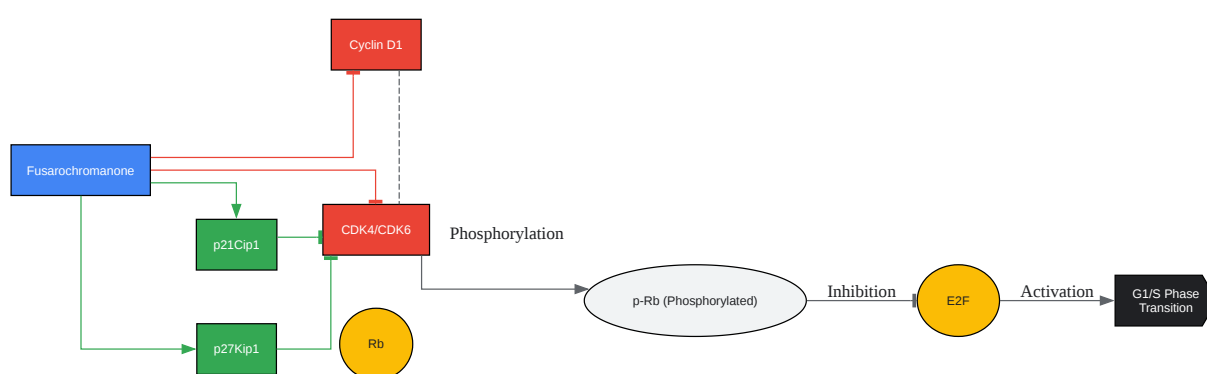 Cyclin D1
Fusarochromanone
p21Cip1
CDK4/CDK6
Phosphorylation
p-Rb (Phosphorylated)
Inhibition
E2F
Activation
G1/S Phase
Transition
p27Kip1
Rb